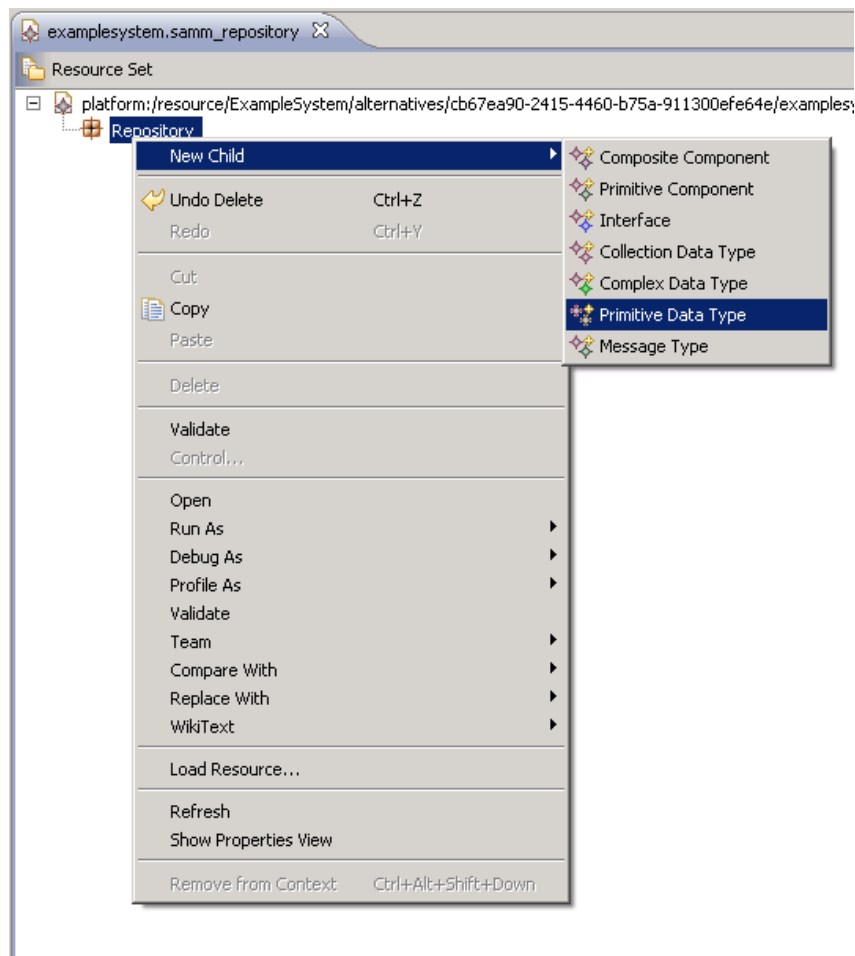 examplesystem.samm_repository
Resource Set
platform:/resource/ExampleSystem/alternatives/cb67ea90-2415-4460-b75a-911300efe64e/examplesy
Repository
New Child
Composite Component
Primitive Component
Interface
Collection Data Type
Complex Data Type
Primitive Data Type
Message Type
Undo Delete Ctrl+Z
Redo Ctrl+Y
Cut
Copy
Paste
Delete
Validate
Control...
Open
Run As
Debug As
Profile As
Validate
Team
Compare With
Replace With
WikiText
Load Resource...
Refresh
Show Properties View
Remove from Context Ctrl+Alt+Shift+Down